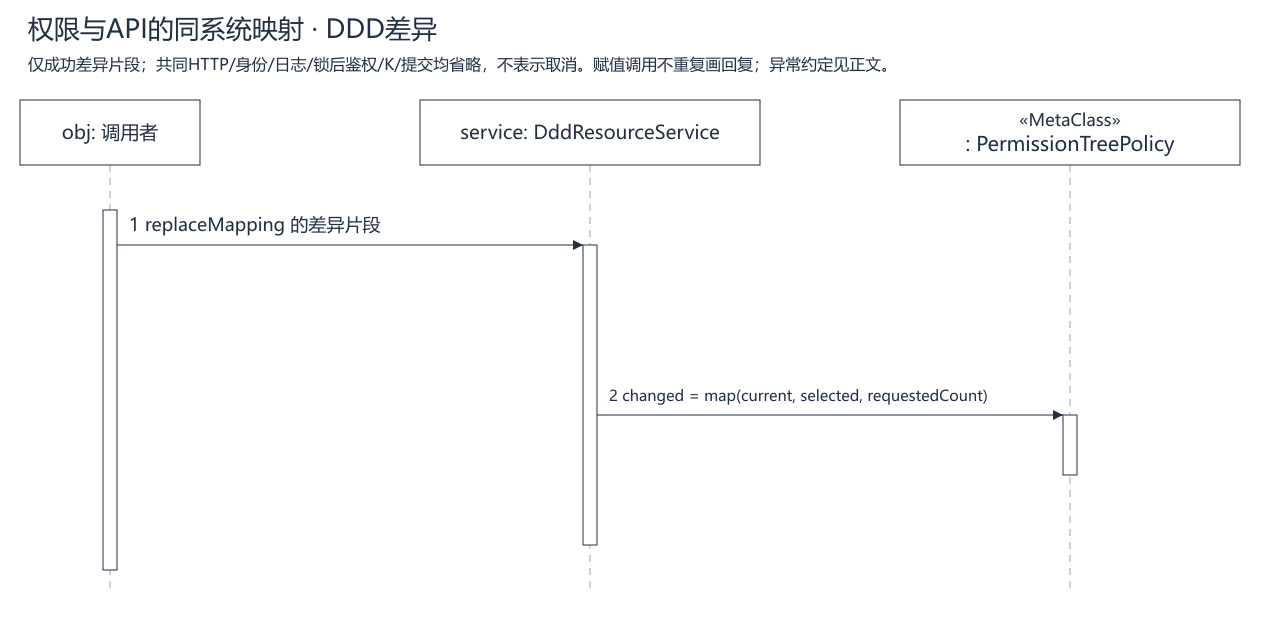 权限与API的同系统映射 · DDD差异
仅成功差异片段；共同HTTP/身份/日志/锁后鉴权/K/提交均省略，不表示取消。赋值调用不重复画回复；异常约定见正文。
obj: 调用者
service: DddResourceService
«MetaClass»
: PermissionTreePolicy
1 replaceMapping 的差异片段
2 changed = map(current, selected, requestedCount)